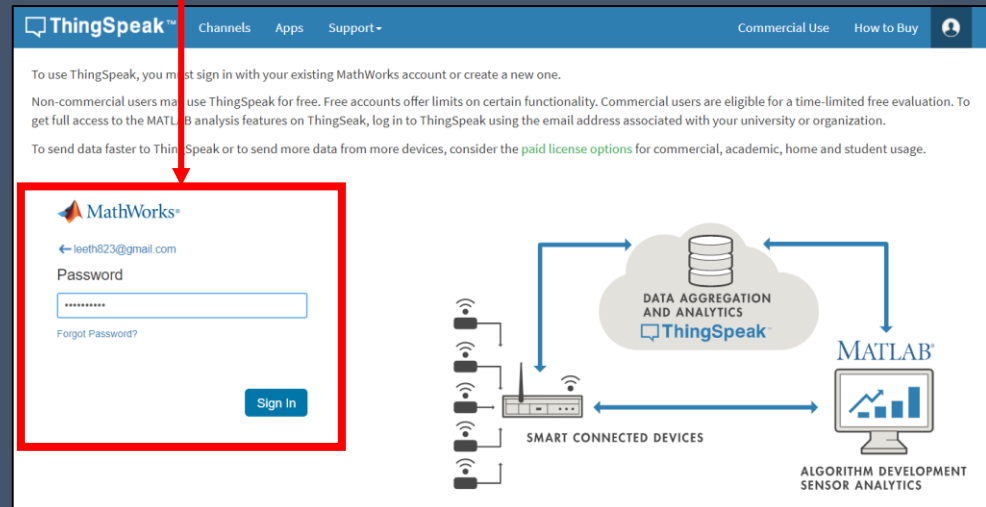 ThingSpeak™ Channels Apps Support Commercial Use How to Buy
To use ThingSpeak, you must sign in with your existing MathWorks account or create a new one.
Non-commercial users may use ThingSpeak for free. Free accounts offer limits on certain functionality. Commercial users are eligible for a time-limited free evaluation. To
get full access to the MATLAB analysis features on ThingSeak, log in to ThingSpeak using the email address associated with your university or organization.
To send data faster to ThingSpeak or to send more data from more devices, consider the paid license options for commercial, academic, home and student usage.
MathWorks®
leeth823@gmail.com
Password
••••••••••
Forgot Password?
Sign In
DATA AGGREGATION
AND ANALYTICS
ThingSpeak™
SMART CONNECTED DEVICES
MATLAB®
ALGORITHM DEVELOPMENT
SENSOR ANALYTICS